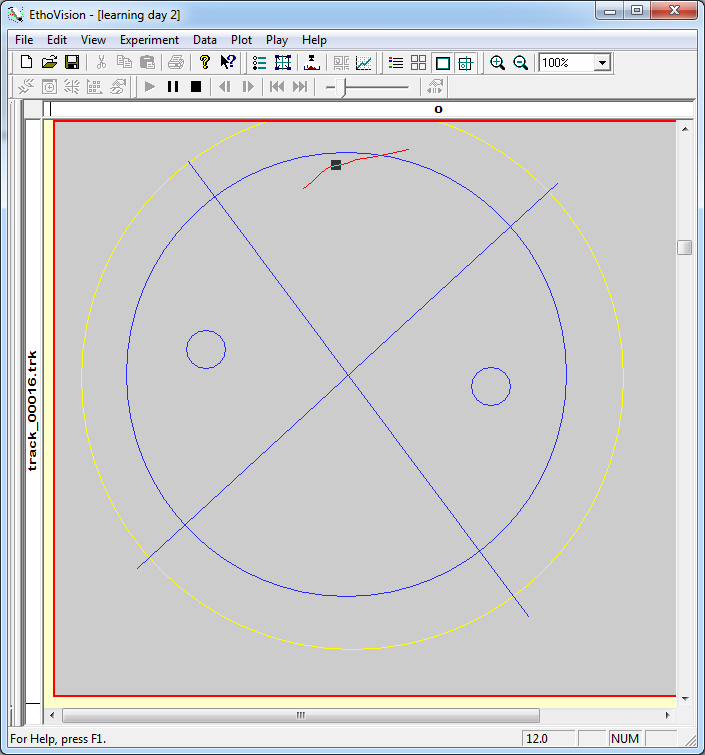 EthoVision - [learning day 2]
File Edit View Experiment Data Plot Play Help
100%
o
track_00016.trk
For Help, press F1.
12.0
NUM